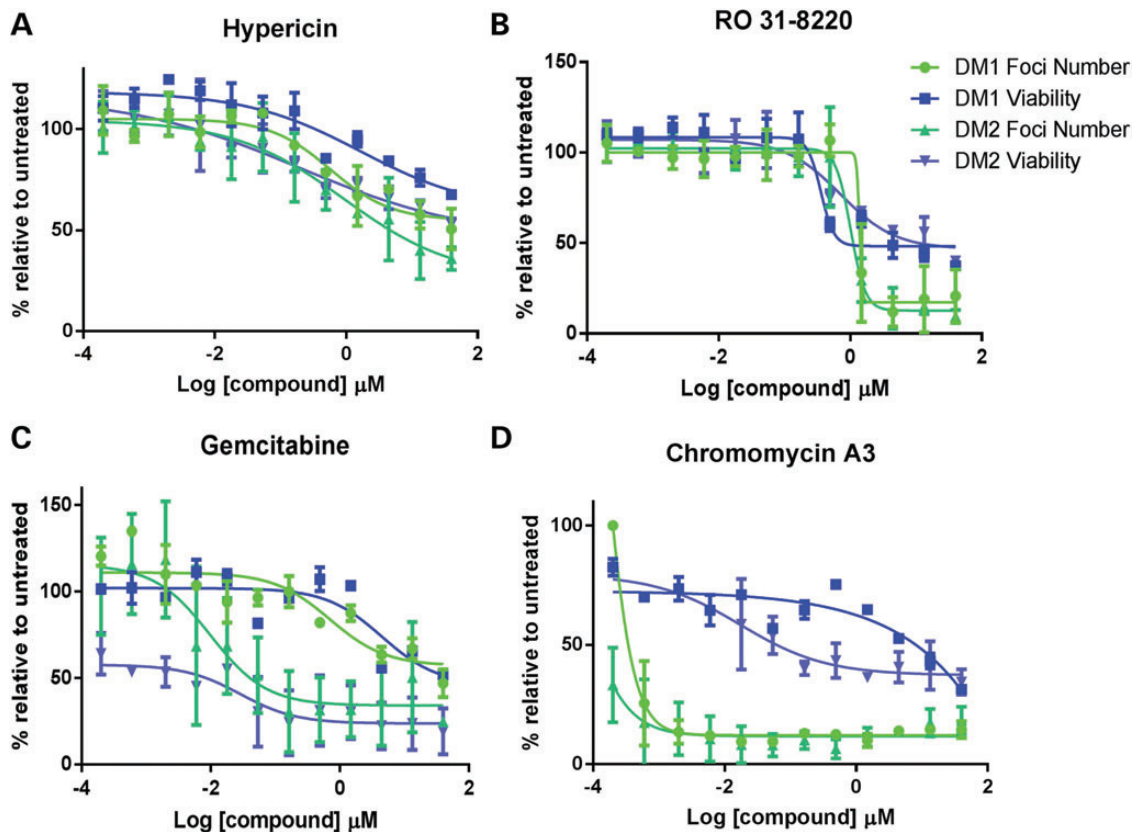 A
Hypericin
% relative to untreated
100
50
0
-4
-2
0
2
Log [compound] μM
B
RO 31-8220
% relative to untreated
150
100
50
0
-4
-2
0
2
Log [compound] μM
DM1 Foci Number
DM1 Viability
DM2 Foci Number
DM2 Viability
C
Gemcitabine
% relative to untreated
150
100
50
0
-4
-2
0
2
Log [compound] μM
D
Chromomycin A3
% relative to untreated
100
50
0
-4
-2
0
2
Log [compound] μM